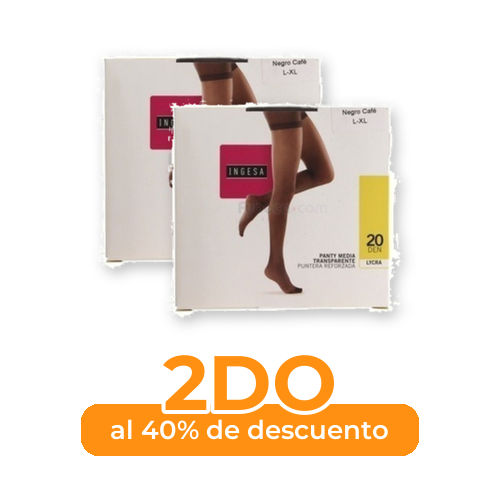 Negro Café
L-XL
Negro Café
L-XL
INGESA
20
DEN
LYCRA
PANTY MEDIA
TRANSPARENTE
PUNTERA REFORZADA
2DO
al 40% de descuento